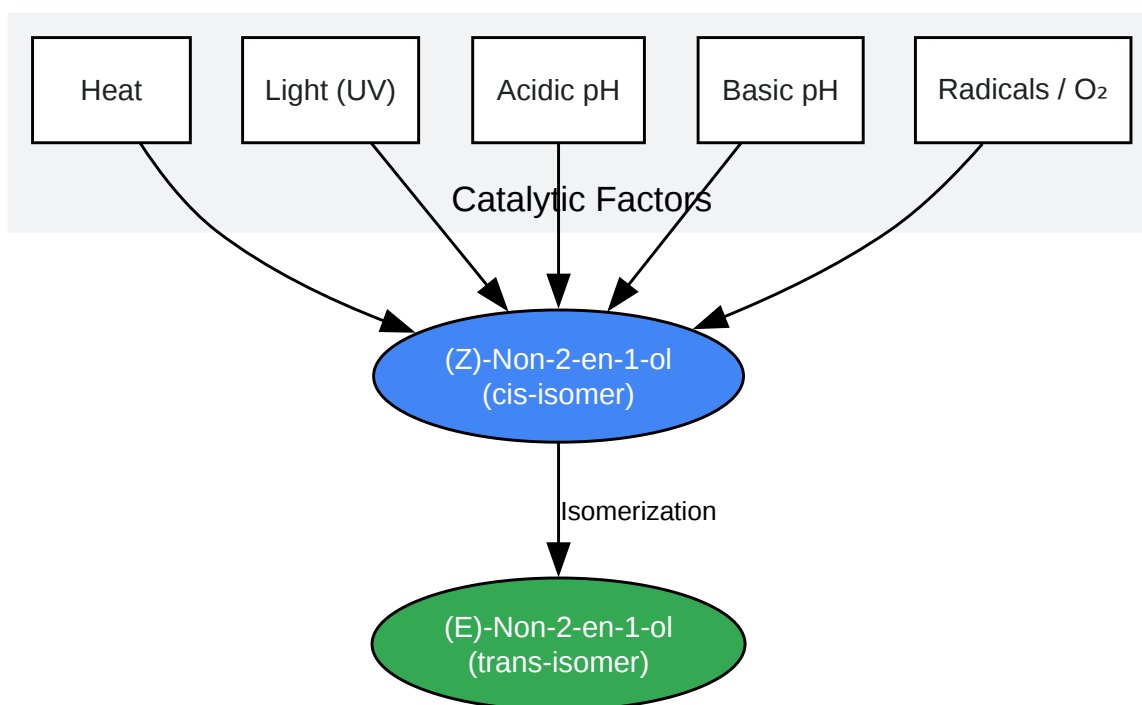 Heat
Light (UV)
Acidic pH
Basic pH
Radicals / O₂
Catalytic Factors
(Z)-Non-2-en-1-ol
(cis-isomer)
Isomerization
(E)-Non-2-en-1-ol
(trans-isomer)